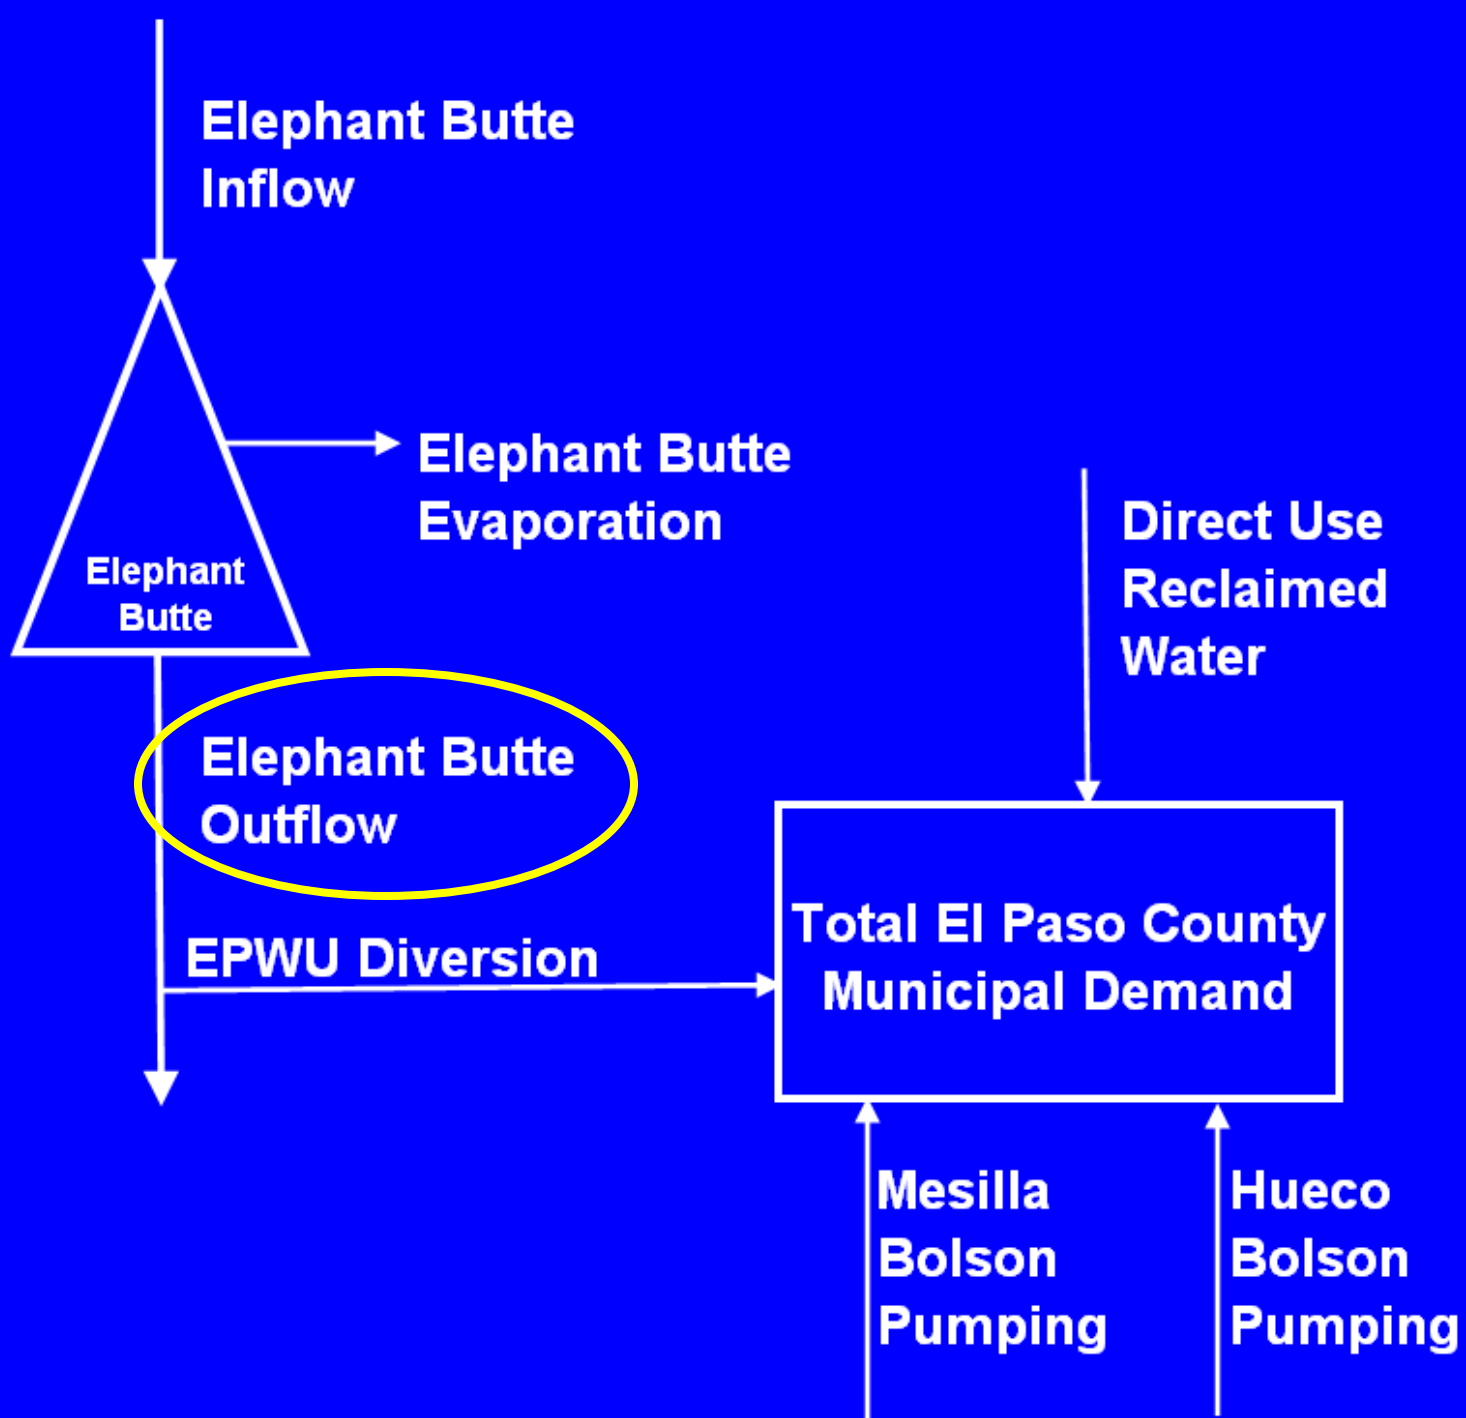 Elephant Butte
Inflow
Elephant Butte
Evaporation
Elephant
Butte
Direct Use
Reclaimed
Water
Elephant Butte
Outflow
EPWU Diversion
Total El Paso County
Municipal Demand
Mesilla
Bolson
Pumping
Hueco
Bolson
Pumping